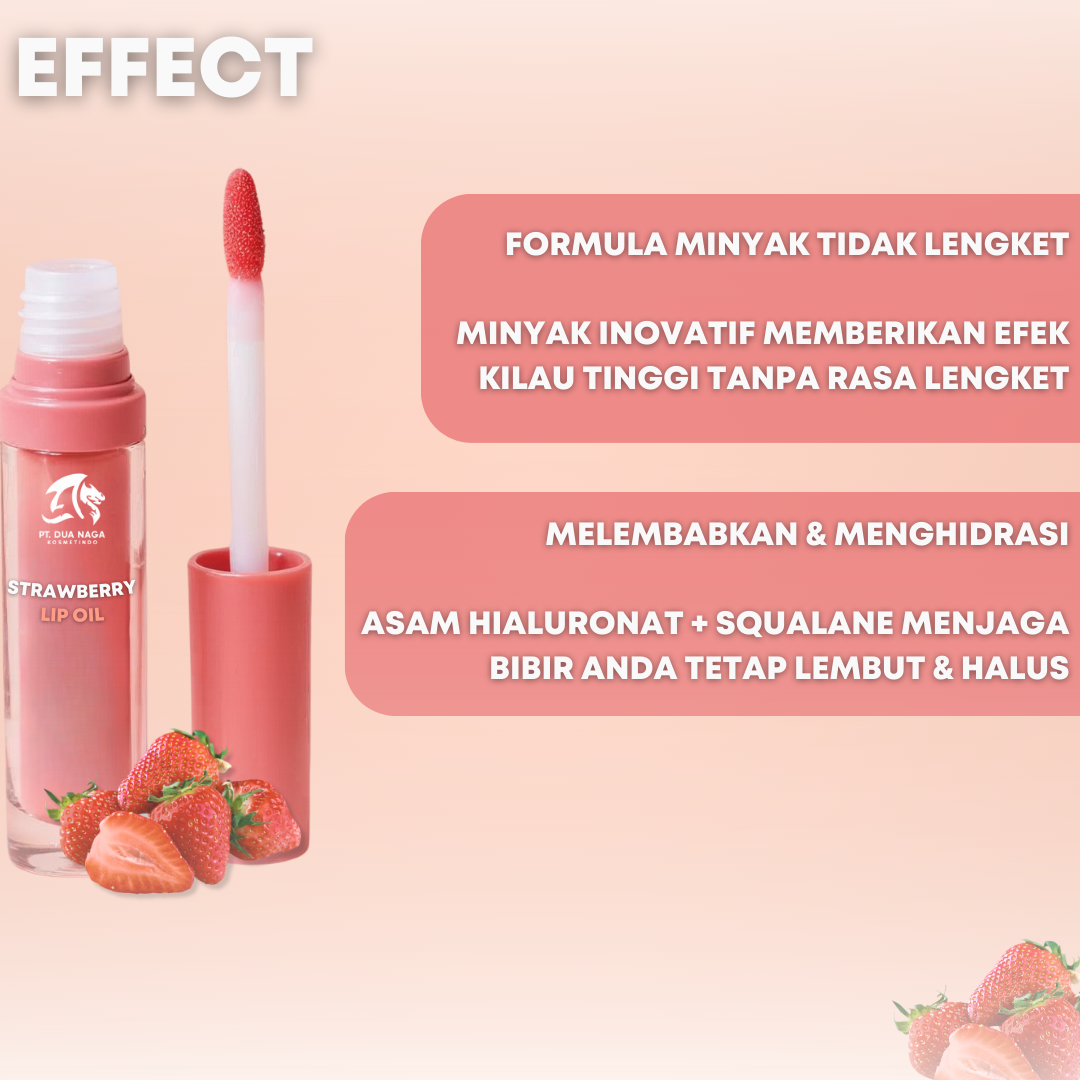 EFFECT
FORMULA MINYAK TIDAK LENGKET
MINYAK INOVATIF MEMBERIKAN EFEK
KILAU TINGGI TANPA RASA LENGKET
PT. DUA NAGA
KOSMETINDO
STRAWBERRY
LIP OIL
MELEMBABKAN & MENGHIDRASI
ASAM HIALURONAT + SQUALANE MENJAGA
BIBIR ANDA TETAP LEMBUT & HALUS